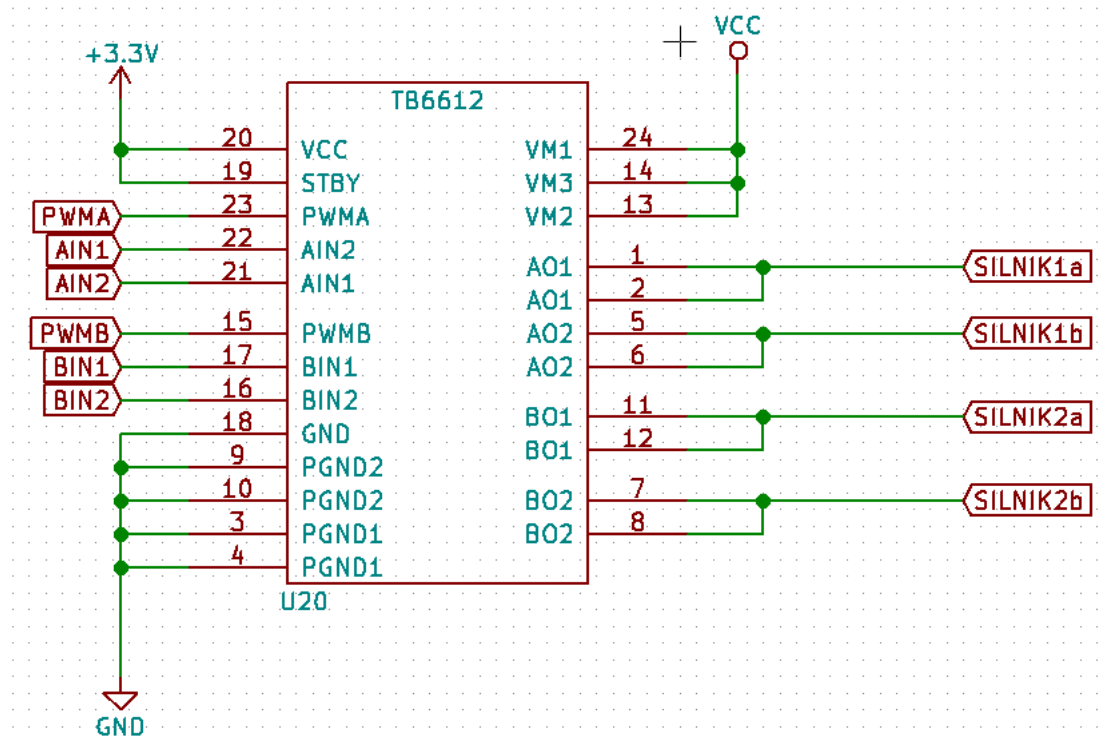 VCC
+3.3V
TB6612
20 VCC VM1 24
19 STBY VM3 14
PWMA 23 PWMA VM2 13
AIN1 22 AIN2
AO1 1 SILNIK1a
AIN2 21 AIN1
AO1 2
PWMB 15 PWMB AO2 5 SILNIK1b
BIN1 17 BIN1 AO2 6
BIN2 16 BIN2
BO1 11 SILNIK2a
18 GND
BO1 12
9 PGND2
10 PGND2 BO2 7 SILNIK2b
3 PGND1 BO2 8
4 PGND1
U20
GND